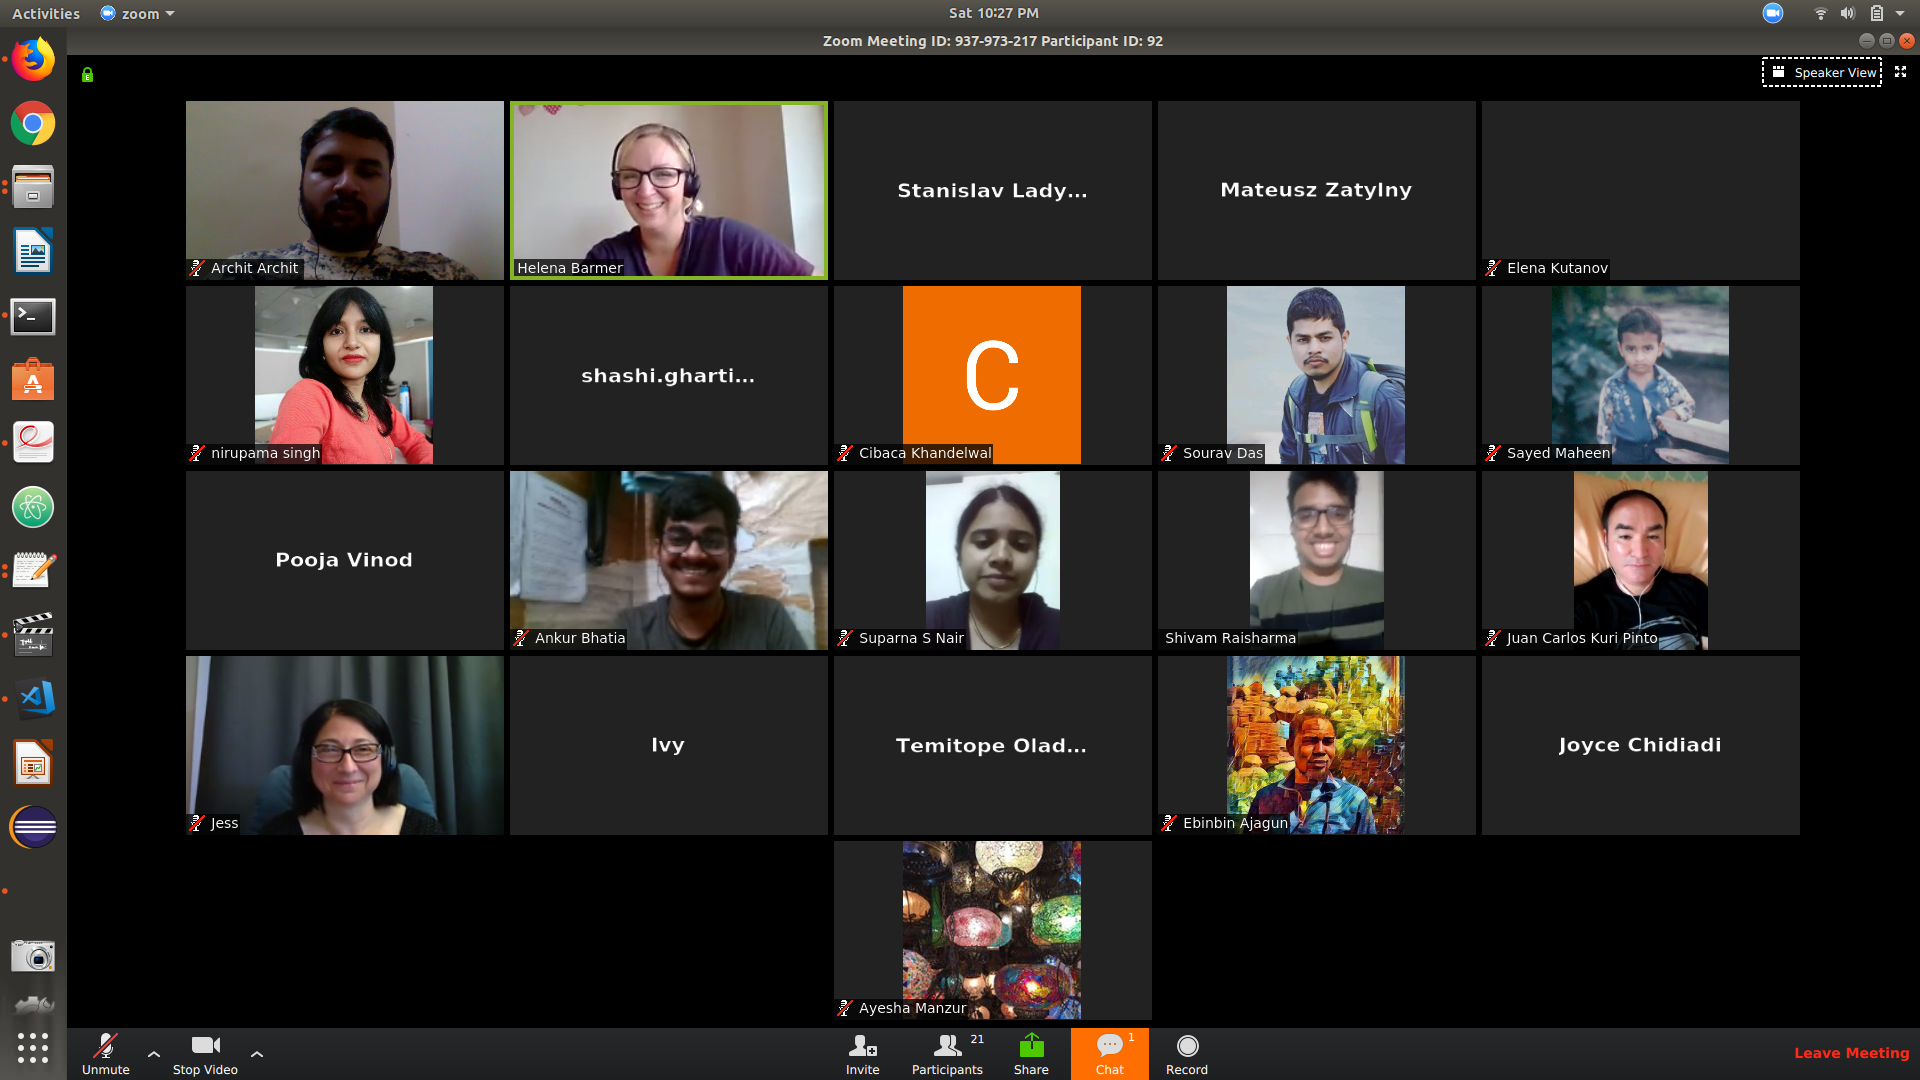 Activities
zoom
Sat 10:27 PM
Zoom Meeting ID: 937-973-217 Participant ID: 92
Speaker View
Archit Archit
Helena Barmer
Stanislav Lady...
Mateusz Zatylny
Elena Kutanov
nirupama singh
shashi.gharti...
C
Cibaca Khandelwal
Sourav Das
Sayed Maheen
Pooja Vinod
Ankur Bhatia
Suparna S Nair
Shivam Raisharma
Juan Carlos Kuri Pinto
Jess
Ivy
Temitope Olad...
Ebinbin Ajagun
Joyce Chidiadi
Ayesha Manzur
Unmute
Stop Video
Invite
Participants
21
Share
Chat
1
Record
Leave Meeting